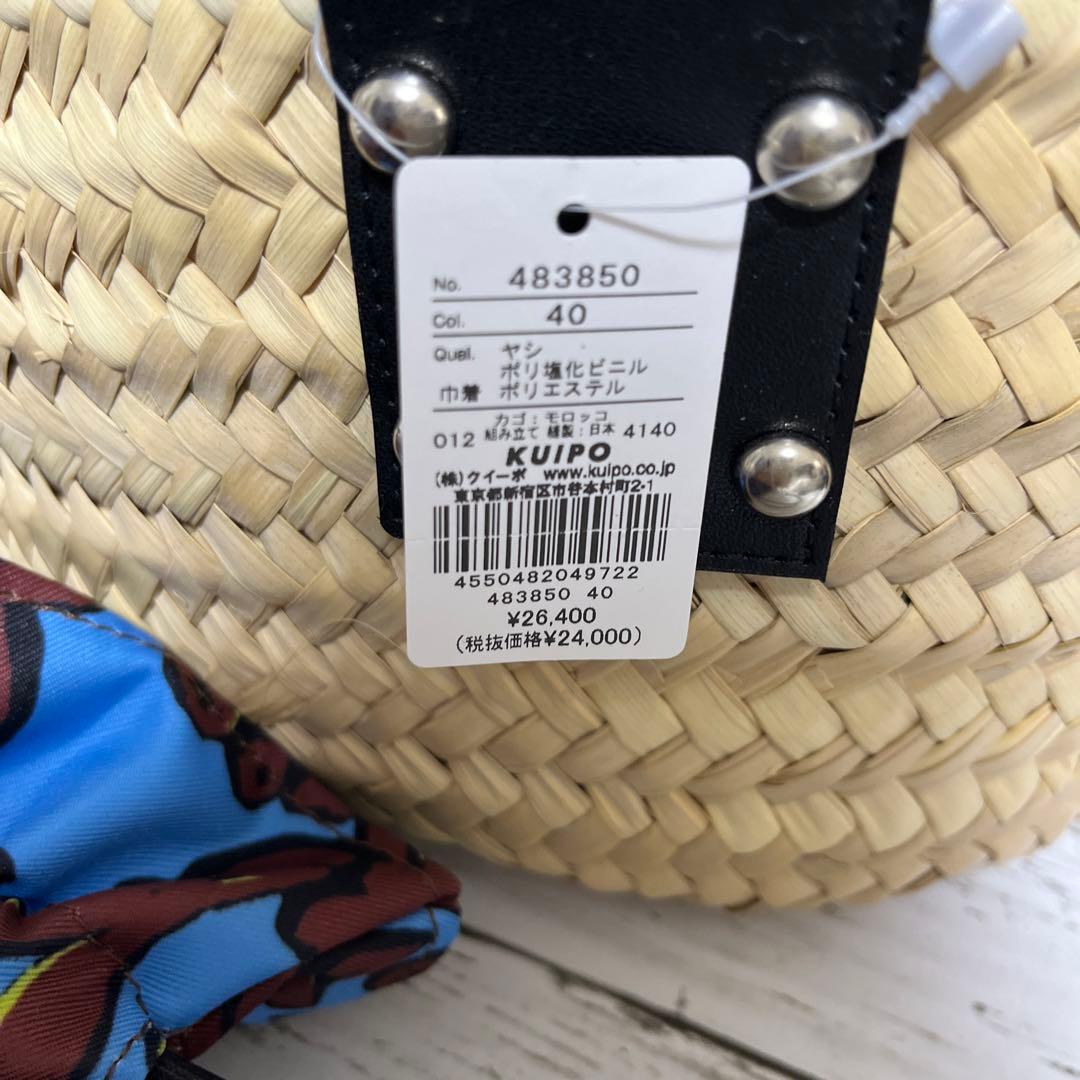 No. 483850
Col. 40
Qual. ヤシ
ポリ塩化ビニル
巾着 ポリエステル
カゴ:モロッコ
012 組み立て 縫製:日本 4140
KUIPO
(株)クイーポ www.kuipo.co.jp
東京都新宿区市谷本村町2-1
4550482049722
483850 40
¥26,400
(税抜価格¥24,000)